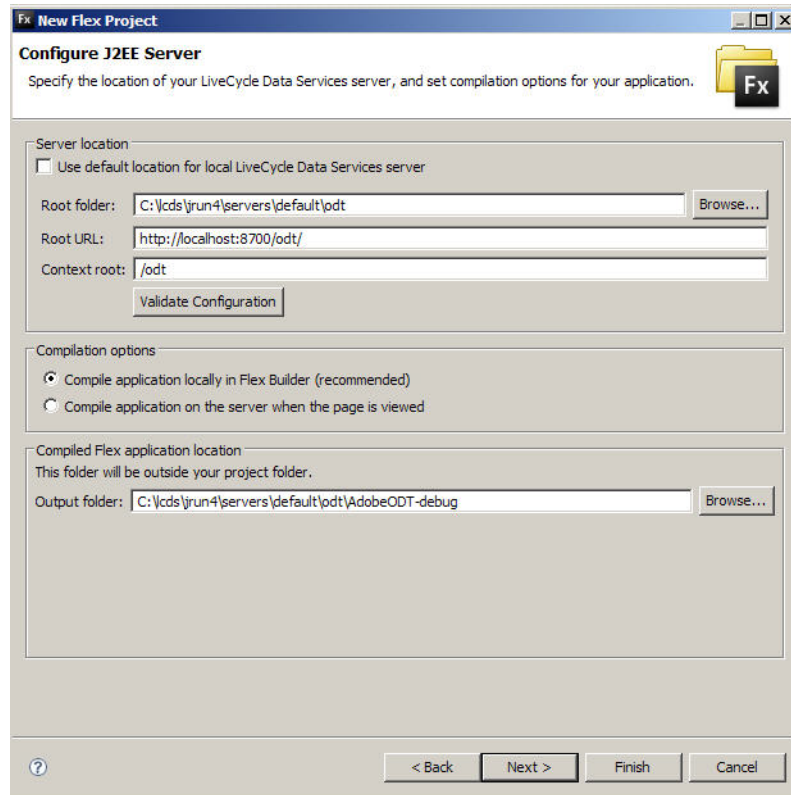 Fx New Flex Project
Configure J2EE Server
Specify the location of your LiveCycle Data Services server, and set compilation options for your application.
Fx
Server location
Use default location for local LiveCycle Data Services server
Root folder: C:\lcds\jrun4\servers\default\odt Browse...
Root URL: http://localhost:8700/odt/
Context root: /odt
Validate Configuration
Compilation options
Compile application locally in Flex Builder (recommended)
Compile application on the server when the page is viewed
Compiled Flex application location
This folder will be outside your project folder.
Output folder: C:\lcds\jrun4\servers\default\odt\AdobeODT-debug Browse...
? < Back Next > Finish Cancel